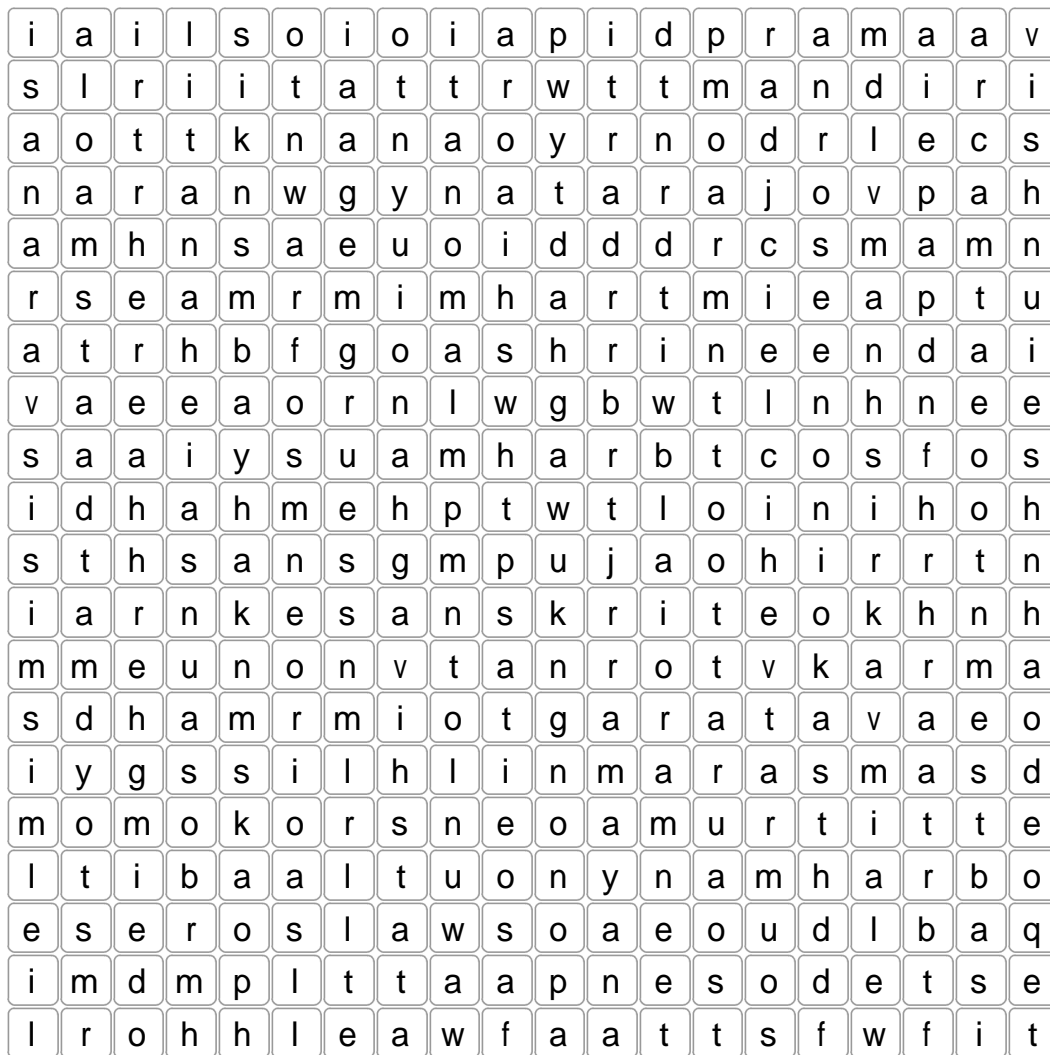 i a i l s o i o i a p i d p r a m a a v
s l r i i t a t t r w t t m a n d i r i
a o t t k n a n a o y r n o d r l e c s
n a r a n w g y n a t a r a j o v p a h
a m h n s a e u o i d d d r c s m a m n
r s e a m r m i m h a r t m i e a p t u
a t r h b f g o a s h r i n e e n d a i
v a e e a o r n l w g b w t l n h n e e
s a a i y s u a m h a r b t c o s f o s
i d h a h m e h p t w t l o i n i h o h
s t h s a n s g m p u j a o h i r r t n
i a r n k e s a n s k r i t e o k h n h
m m e u n o n v t a n r o t v k a r m a
s d h a m r m i o t g a r a t a v a e o
i y g s s i l h l i n m a r a s m a s d
m o m o k o r s n e o a m u r t i t t e
l t i b a a l t u o n y n a m h a r b o
e s e r o s l a w s o a e o u d l b a q
i m d m p l t t a a p n e s o d e t s e
l r o h h l e a w f a a t t s f w f i t